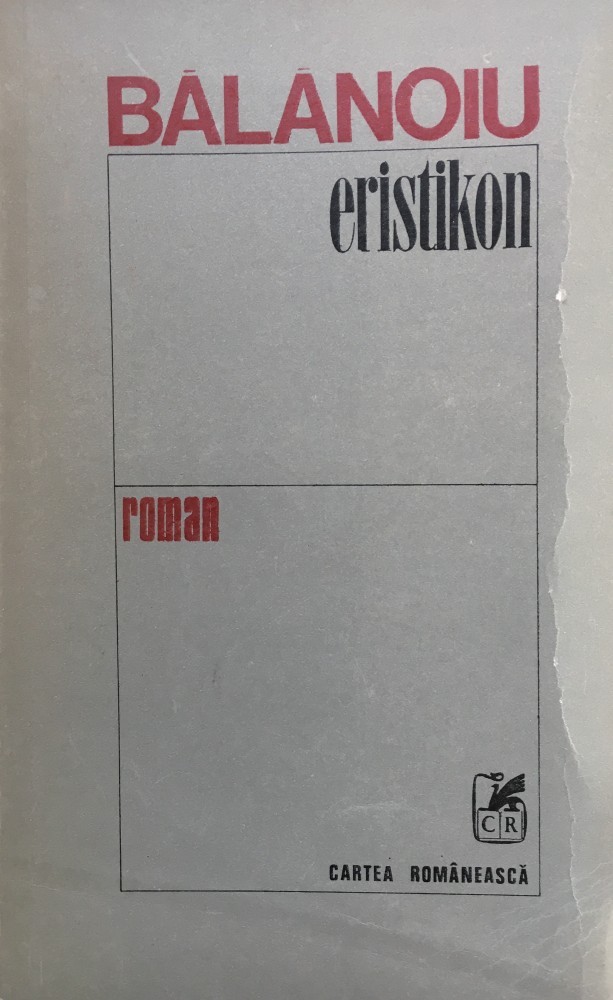 BĂLĂNOIU
eristikon
roman
CR
CARTEA ROMÂNEASCĂ